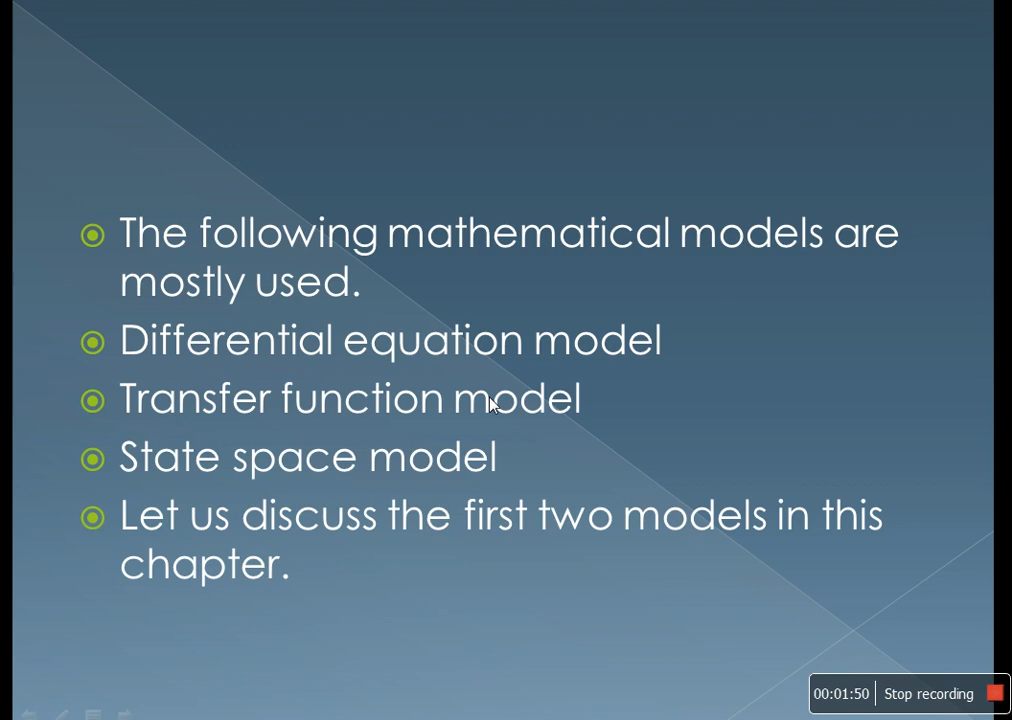 The following mathematical models are
mostly used.
Differential equation model
Transfer function model
State space model
Let us discuss the first two models in this
chapter.
00:01:50 Stop recording